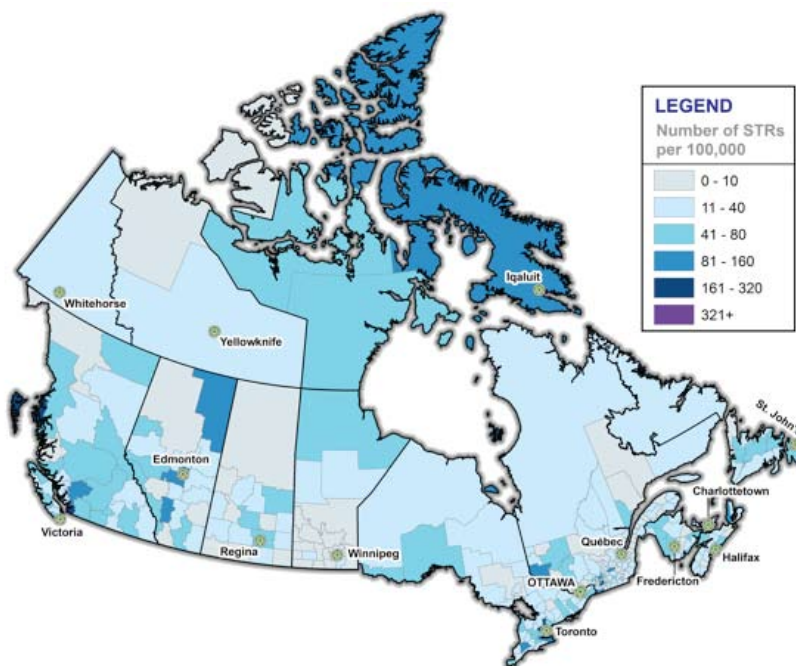 LEGEND
Number of STRs
per 100,000
0 - 10
11 - 40
41 - 80
81 - 160
161 - 320
321+
Iqaluit
Whitehorse
Yellowknife
St. John's
Edmonton
Charlottetown
Victoria
Regina
Winnipeg
Québec
Halifax
OTTAWA
Fredericton
Toronto